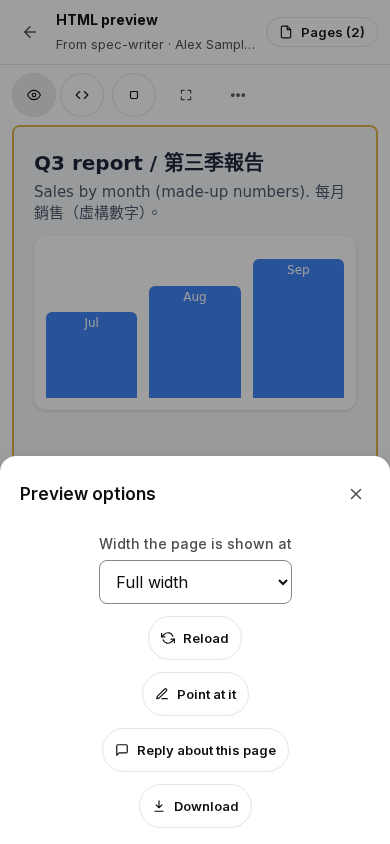 HTML preview
From spec-writer · Alex Sampl…
Pages (2)
Q3 report / 第三季報告
Sales by month (made-up numbers). 每月
銷售（虛構數字）。
Jul
Aug
Sep
Preview options
Width the page is shown at
Full width
Reload
Point at it
Reply about this page
Download